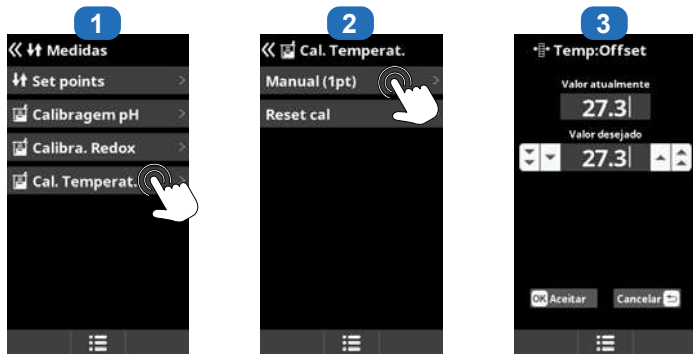 1
Medidas
Set points
Calibragem pH
Calibra. Redox
Cal. Temperat.
2
Cal. Temperat.
Manual (1pt)
Reset cal
3
Temp:Offset
Valor atualmente
27.3
Valor desejado
27.3
OK Aceitar Cancelar